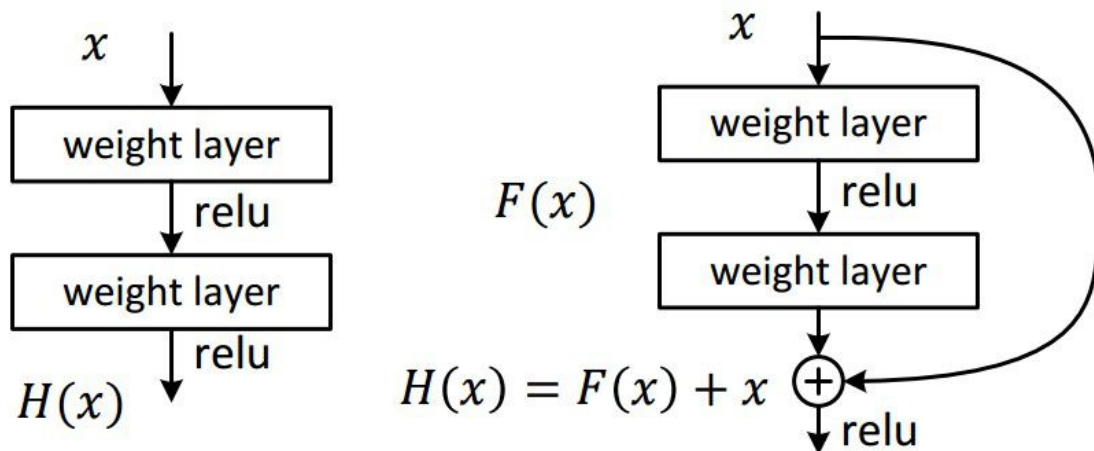 x
weight layer
relu
weight layer
relu
H(x)
x
weight layer
relu
F(x)
weight layer
H(x) = F(x) + x
+
relu